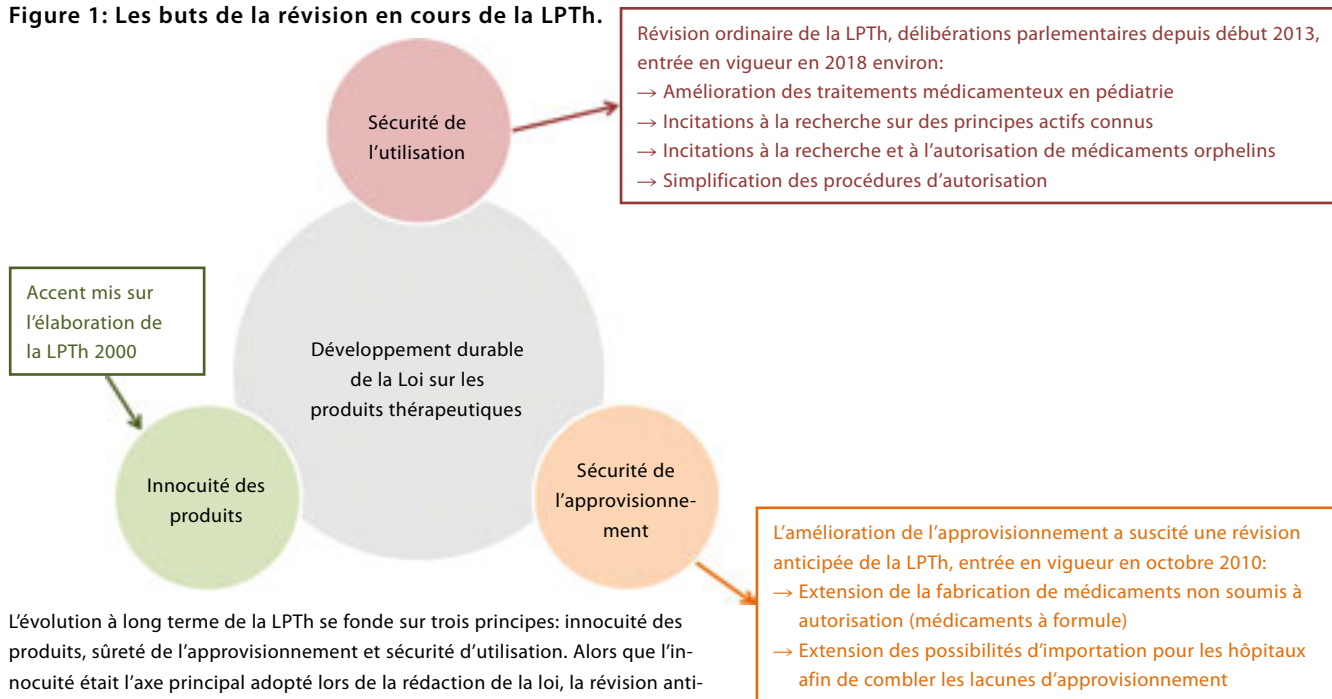 Figure 1: Les buts de la révision en cours de la LPTh.
Révision ordinaire de la LPTh, délibérations parlementaires depuis début 2013,
entrée en vigueur en 2018 environ:
→ Amélioration des traitements médicamenteux en pédiatrie
→ Incitations à la recherche sur des principes actifs connus
→ Incitations à la recherche et à l'autorisation de médicaments orphelins
→ Simplification des procédures d'autorisation
Sécurité de
l'utilisation
Accent mis sur
l'élaboration de
la LPTh 2000
Développement durable
de la Loi sur les
produits thérapeutiques
Innocuité des
produits
Sécurité de
l'approvisionne-
ment
L'amélioration de l'approvisionnement a suscité une révision
anticipée de la LPTh, entrée en vigueur en octobre 2010:
→ Extension de la fabrication de médicaments non soumis à
autorisation (médicaments à formule)
→ Extension des possibilités d'importation pour les hôpitaux
afin de combler les lacunes d'approvisionnement
L'évolution à long terme de la LPTh se fonde sur trois principes: innocuité des
produits, sûreté de l'approvisionnement et sécurité d'utilisation. Alors que l'in-
nocuité était l'axe principal adopté lors de la rédaction de la loi, la révision anti-